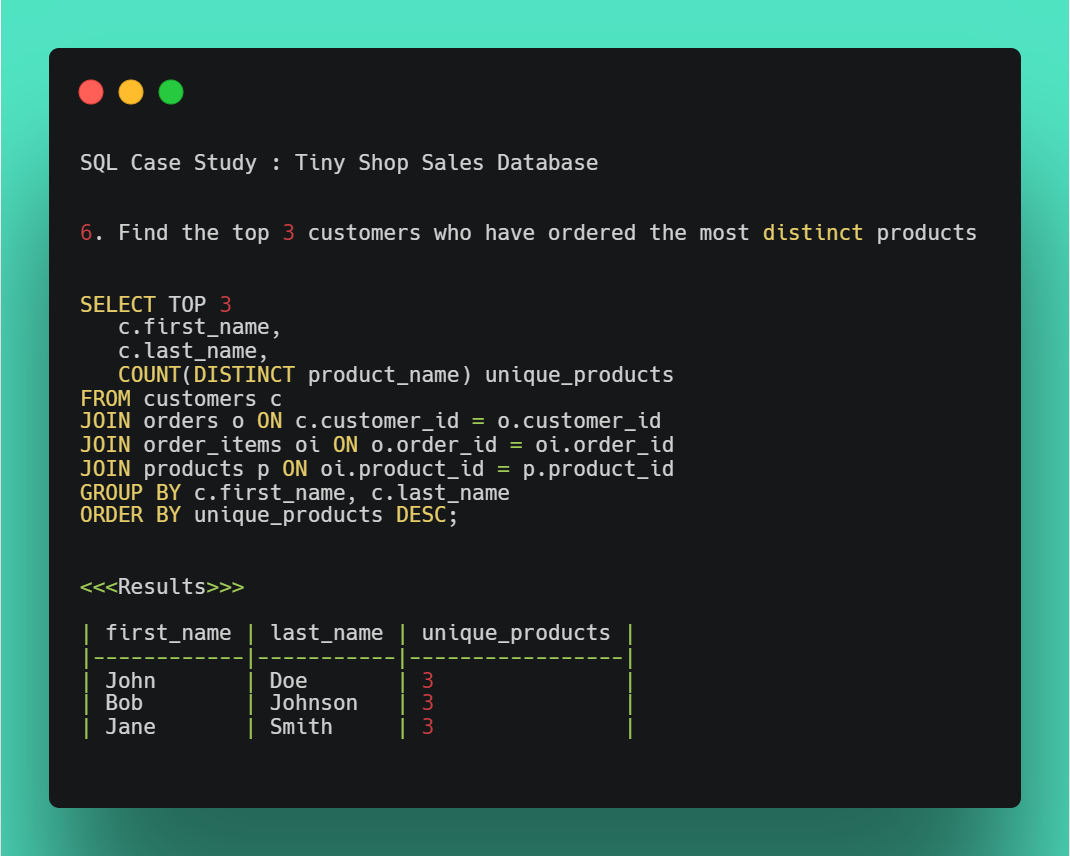 SQL Case Study : Tiny Shop Sales Database
6. Find the top 3 customers who have ordered the most distinct products
SELECT TOP 3
   c.first_name,
   c.last_name,
   COUNT(DISTINCT product_name) unique_products
FROM customers c
JOIN orders o ON c.customer_id = o.customer_id
JOIN order_items oi ON o.order_id = oi.order_id
JOIN products p ON oi.product_id = p.product_id
GROUP BY c.first_name, c.last_name
ORDER BY unique_products DESC;
<<<Results>>>
| first_name | last_name | unique_products |
|------------|-----------|-----------------|
| John       | Doe       | 3               |
| Bob        | Johnson   | 3               |
| Jane       | Smith     | 3               |